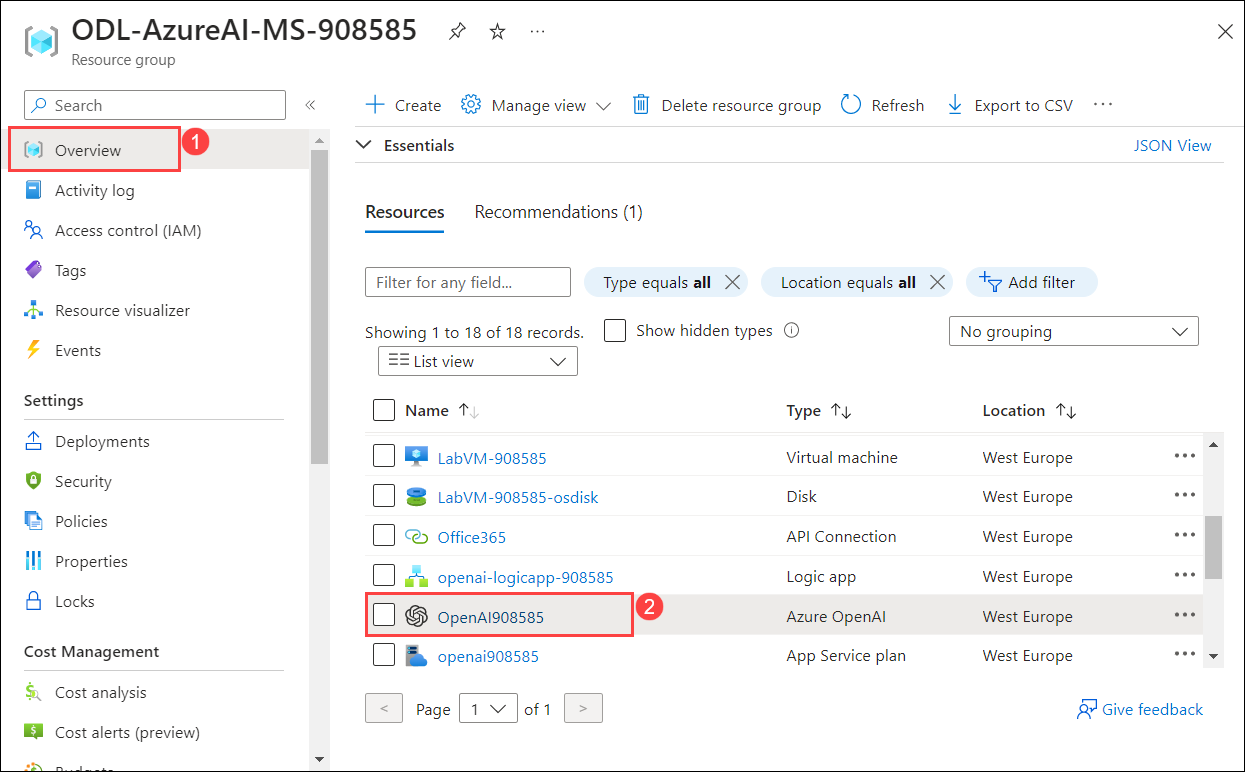 ODL-AzureAI-MS-908585
Resource group
Search
Create
Manage view
Delete resource group
Refresh
Export to CSV
Overview
1
Activity log
Access control (IAM)
Tags
Resource visualizer
Events
Settings
Deployments
Security
Policies
Properties
Locks
Cost Management
Cost analysis
Cost alerts (preview)
Budgets
Essentials
JSON View
Resources
Recommendations (1)
Filter for any field...
Type equals all
Location equals all
Add filter
Showing 1 to 18 of 18 records.
Show hidden types
No grouping
List view
Name Type Location
LabVM-908585 Virtual machine West Europe
LabVM-908585-osdisk Disk West Europe
Office365 API Connection West Europe
openai-logicapp-908585 Logic app West Europe
OpenAI908585 2 Azure OpenAI West Europe
openai908585 App Service plan West Europe
< Page 1 of 1 >
Give feedback